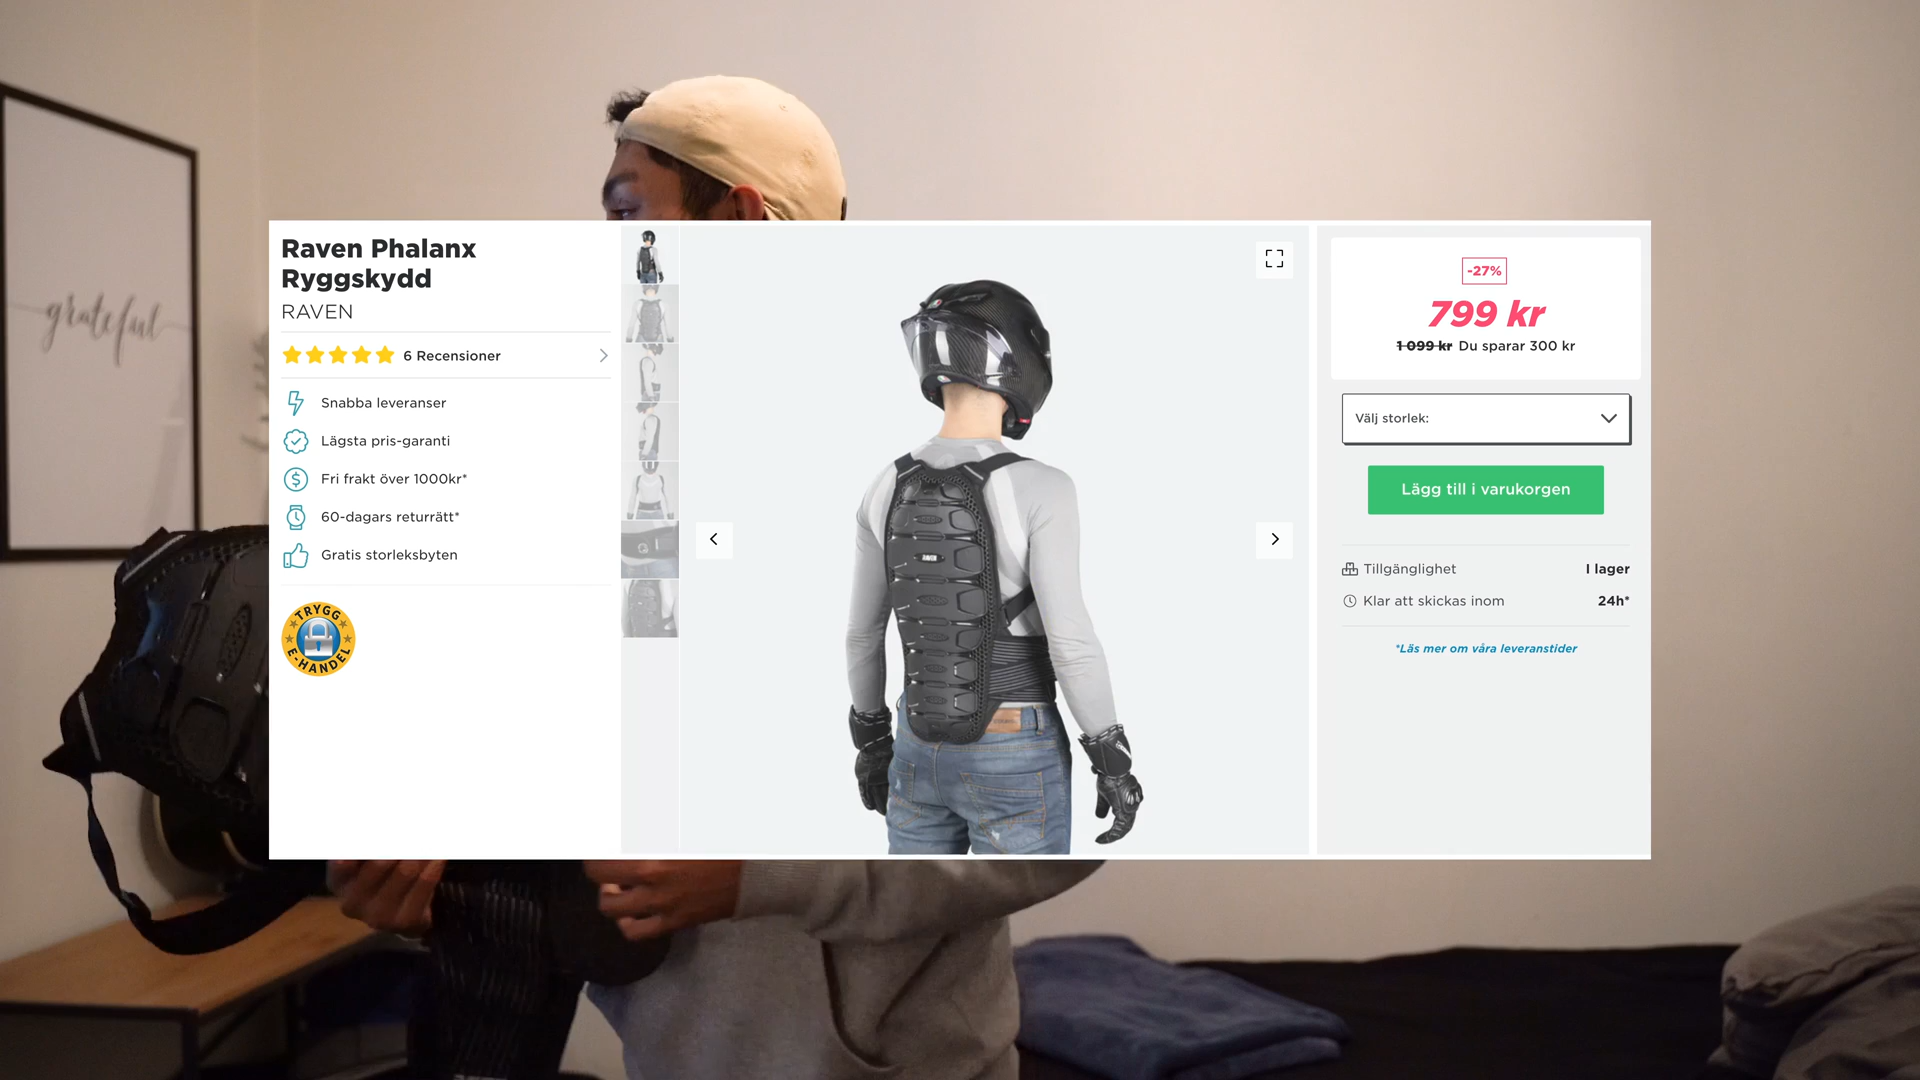 grateful
Raven Phalanx
Ryggskydd
RAVEN
6 Recensioner
Snabba leveranser
Lägsta pris-garanti
Fri frakt över 1000kr*
60-dagars returrätt*
Gratis storleksbyten
TRYGG
E-HANDEL
RAVEN
-27%
799 kr
1 099 kr Du sparar 300 kr
Välj storlek:
Lägg till i varukorgen
Tillgänglighet I lager
Klar att skickas inom 24h*
*Läs mer om våra leveranstider